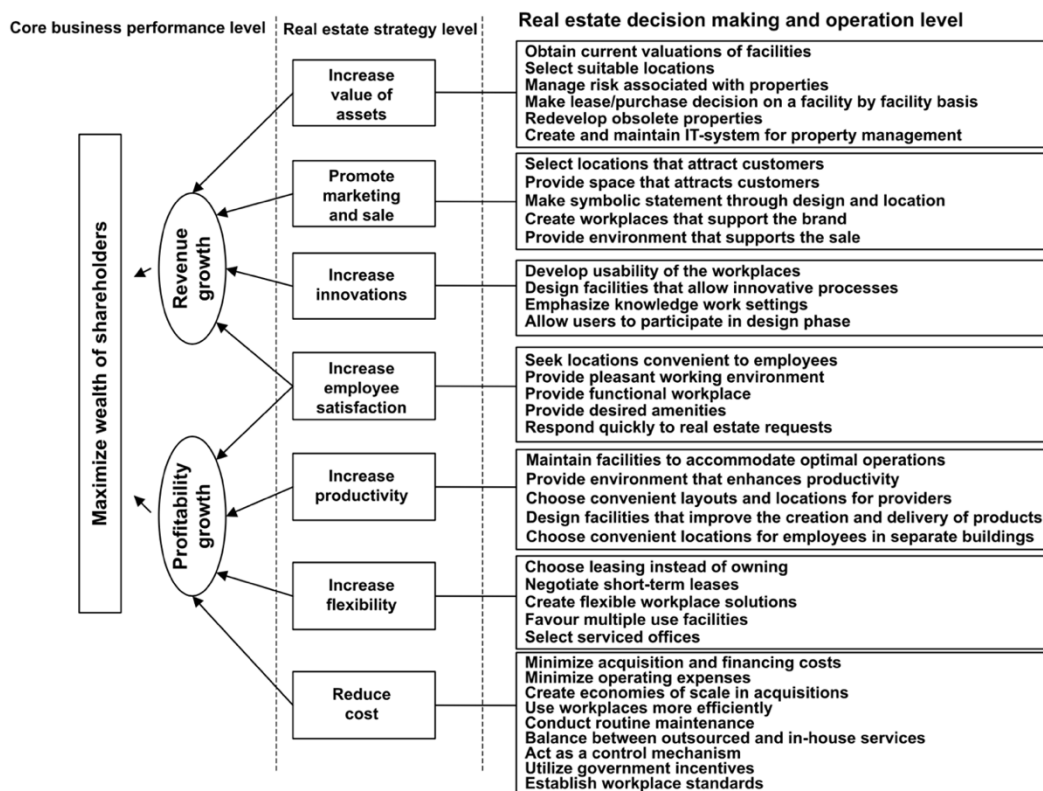 Core business performance level
Real estate strategy level
Real estate decision making and operation level
Maximize wealth of shareholders
Revenue
growth
Profitability
growth
Increase
value of
assets
Obtain current valuations of facilities
Select suitable locations
Manage risk associated with properties
Make lease/purchase decision on a facility by facility basis
Redevelop obsolete properties
Create and maintain IT-system for property management
Promote
marketing
and sale
Select locations that attract customers
Provide space that attracts customers
Make symbolic statement through design and location
Create workplaces that support the brand
Provide environment that supports the sale
Increase
innovations
Develop usability of the workplaces
Design facilities that allow innovative processes
Emphasize knowledge work settings
Allow users to participate in design phase
Increase
employee
satisfaction
Seek locations convenient to employees
Provide pleasant working environment
Provide functional workplace
Provide desired amenities
Respond quickly to real estate requests
Increase
productivity
Maintain facilities to accommodate optimal operations
Provide environment that enhances productivity
Choose convenient layouts and locations for providers
Design facilities that improve the creation and delivery of products
Choose convenient locations for employees in separate buildings
Increase
flexibility
Choose leasing instead of owning
Negotiate short-term leases
Create flexible workplace solutions
Favour multiple use facilities
Select serviced offices
Reduce
cost
Minimize acquisition and financing costs
Minimize operating expenses
Create economies of scale in acquisitions
Use workplaces more efficiently
Conduct routine maintenance
Balance between outsourced and in-house services
Act as a control mechanism
Utilize government incentives
Establish workplace standards